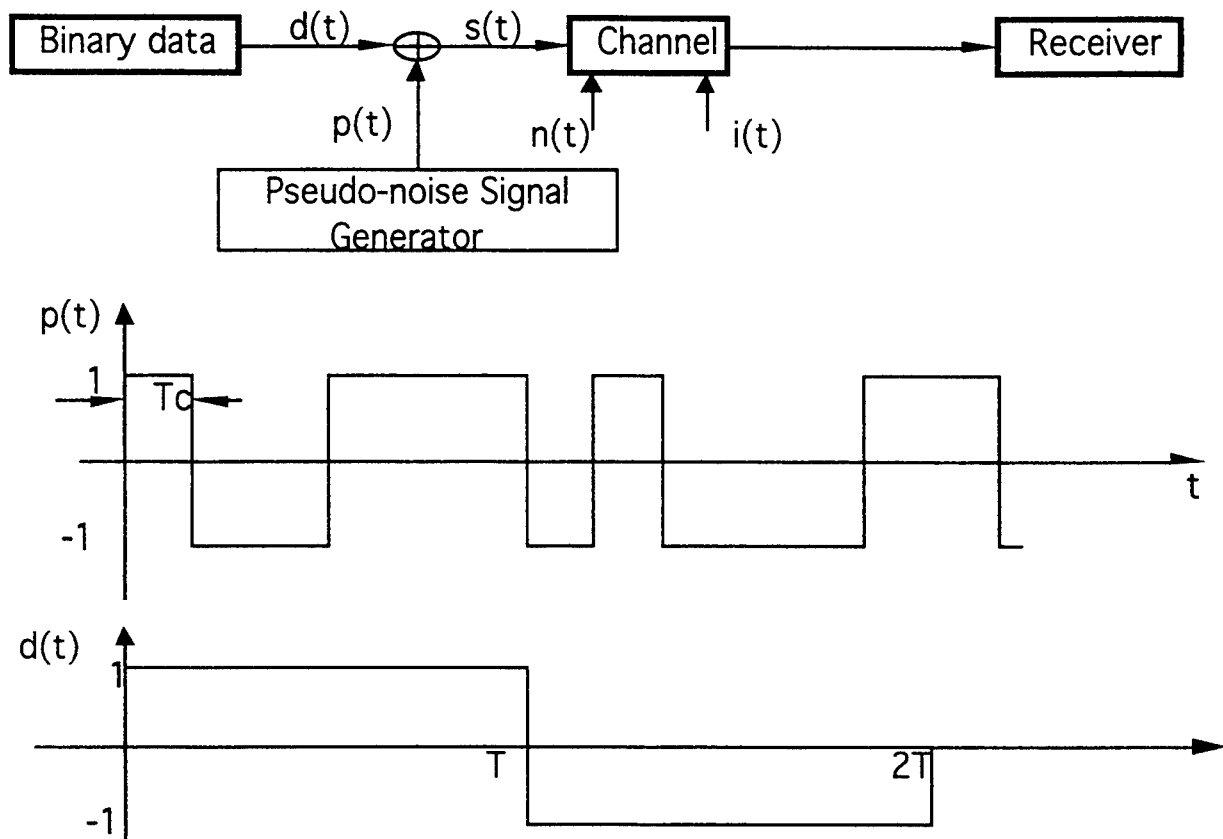 Binary data
d(t)
s(t)
Channel
Receiver
p(t)
n(t)
i(t)
Pseudo-noise Signal
Generator
p(t)
1
Tc
t
-1
d(t)
1
T
2T
-1